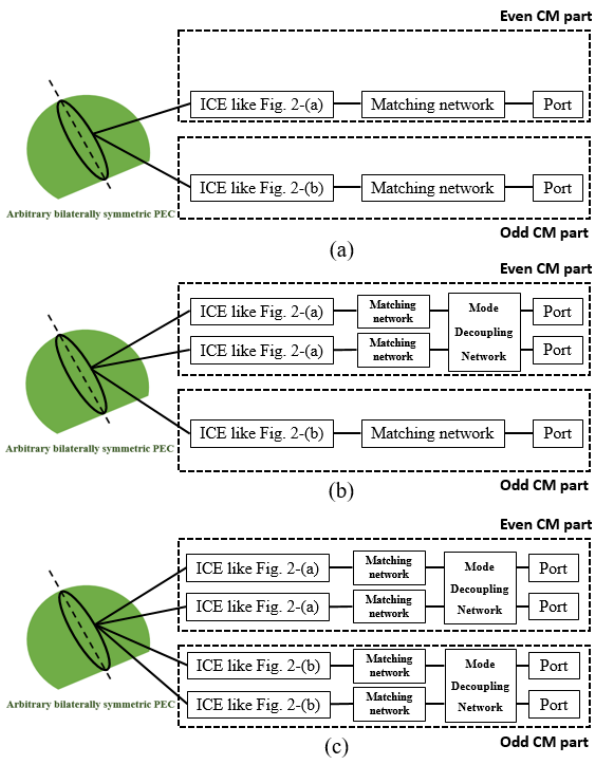 Even CM part
ICE like Fig. 2-(a)
Matching network
Port
Arbitrary bilaterally symmetric PEC
ICE like Fig. 2-(b)
Matching network
Port
Odd CM part
(a)
Even CM part
ICE like Fig. 2-(a)
Matching
network
Mode
Decoupling
Network
Port
ICE like Fig. 2-(a)
Matching
network
Port
Arbitrary bilaterally symmetric PEC
ICE like Fig. 2-(b)
Matching network
Port
Odd CM part
(b)
Even CM part
ICE like Fig. 2-(a)
Matching
network
Mode
Decoupling
Network
Port
ICE like Fig. 2-(a)
Matching
network
Port
Arbitrary bilaterally symmetric PEC
ICE like Fig. 2-(b)
Matching
network
Mode
Decoupling
Network
Port
ICE like Fig. 2-(b)
Matching
network
Port
Odd CM part
(c)